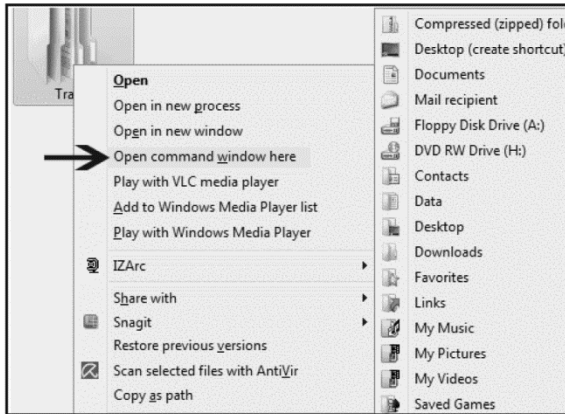 Tra
Open
Open in new process
Open in new window
Open command window here
Play with VLC media player
Add to Windows Media Player list
Play with Windows Media Player
IZArc
Share with
Snagit
Restore previous versions
Scan selected files with AntiVir
Copy as path
Compressed (zipped) fol
Desktop (create shortcut)
Documents
Mail recipient
Floppy Disk Drive (A:)
DVD RW Drive (H:)
Contacts
Data
Desktop
Downloads
Favorites
Links
My Music
My Pictures
My Videos
Saved Games